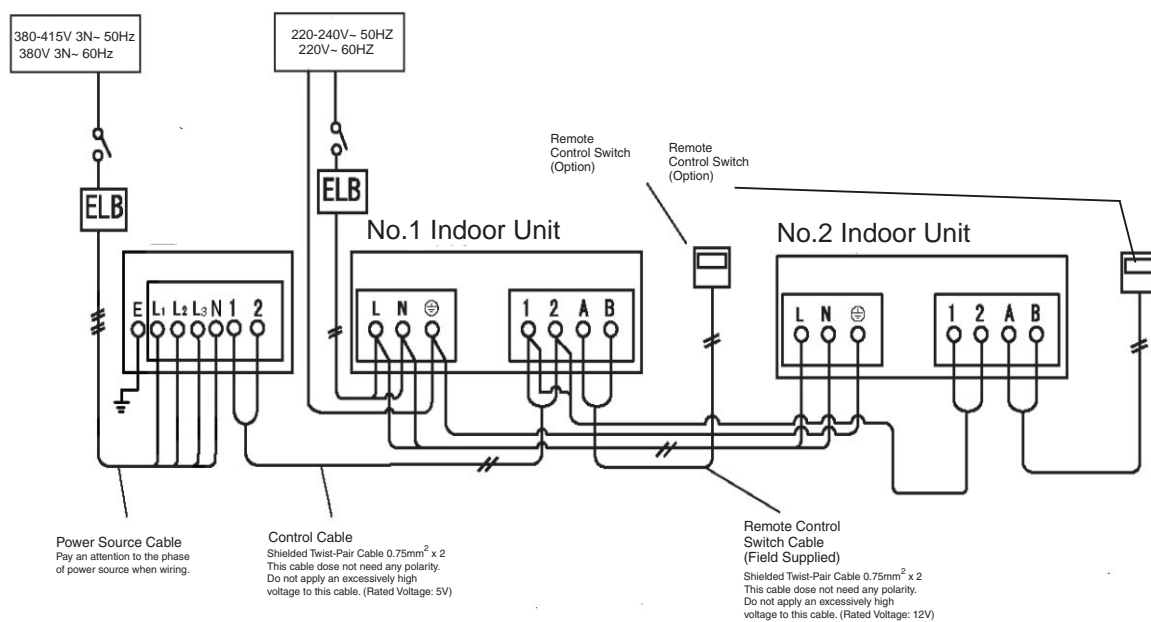 380-415V 3N~ 50Hz
380V 3N~ 60Hz
220-240V~ 50HZ
220V~ 60HZ
Remote
Control Switch
(Option)
Remote
Control Switch
(Option)
ELB
ELB
No.1 Indoor Unit
No.2 Indoor Unit
E L1 L2 L3 N 1 2
L N
1 2 A B
L N
1 2 A B
Power Source Cable
Pay an attention to the phase
of power source when wiring.
Control Cable
Shielded Twist-Pair Cable 0.75mm² x 2
This cable dose not need any polarity.
Do not apply an excessively high
voltage to this cable. (Rated Voltage: 5V)
Remote Control
Switch Cable
(Field Supplied)
Shielded Twist-Pair Cable 0.75mm² x 2
This cable dose not need any polarity.
Do not apply an excessively high
voltage to this cable. (Rated Voltage: 12V)